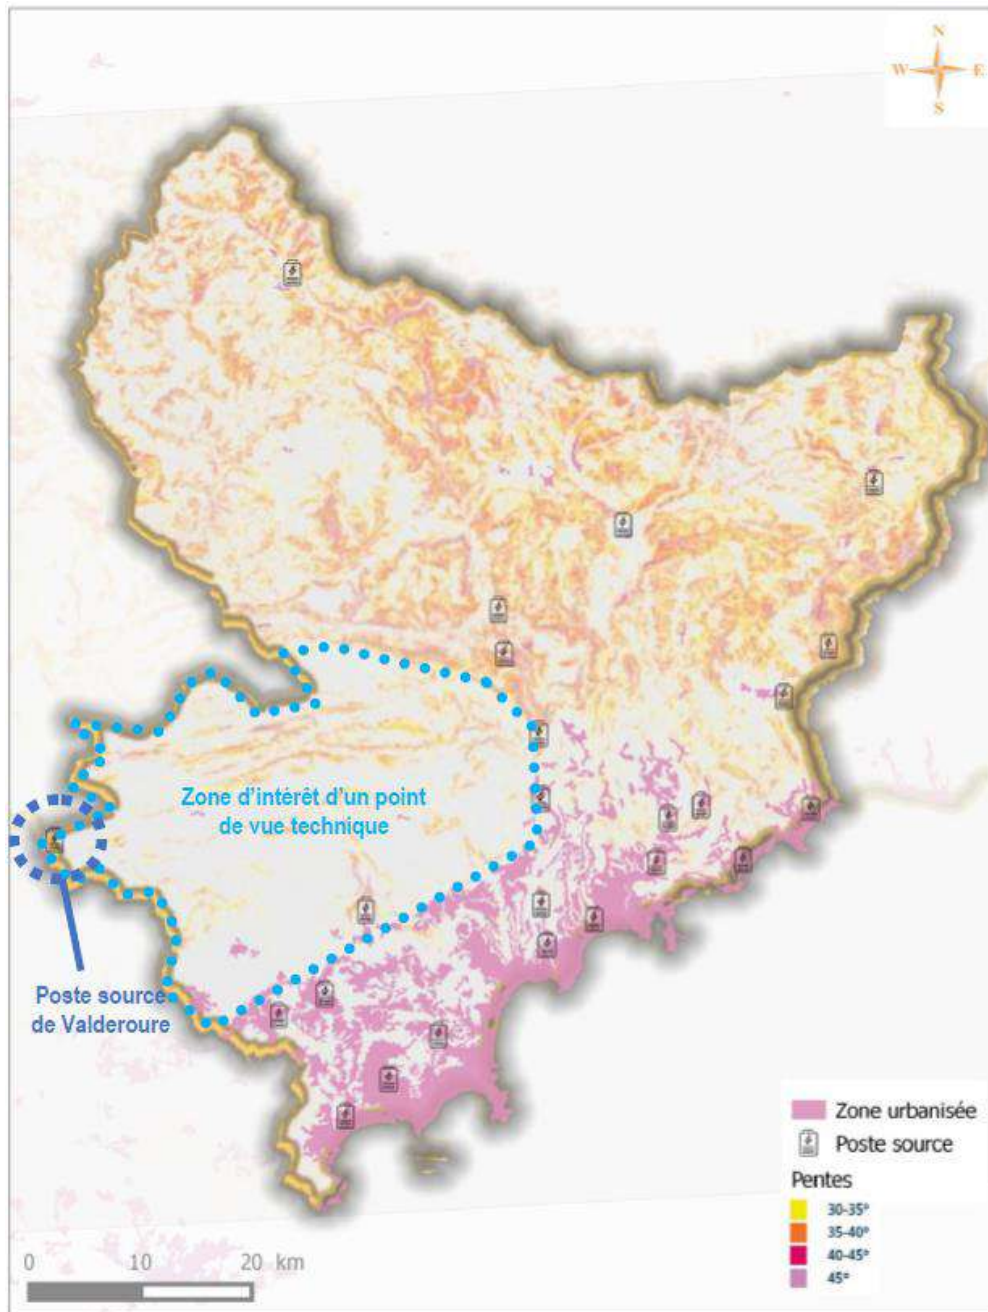 N
W E
S
Zone d'intérêt d'un point
de vue technique
Poste source
de Valderoure
Zone urbanisée
Poste source
Pentes
30-35°
35-40°
40-45°
45°
0 10 20 km